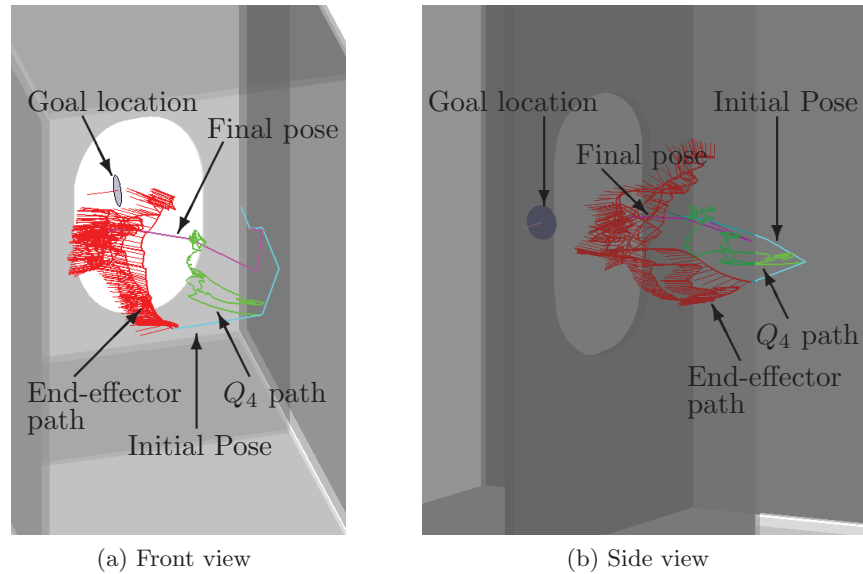 Goal location
Final pose
End-effector
path
Q₄ path
Initial Pose
(a) Front view
Goal location
Initial Pose
Final pose
Q₄ path
End-effector
path
(b) Side view